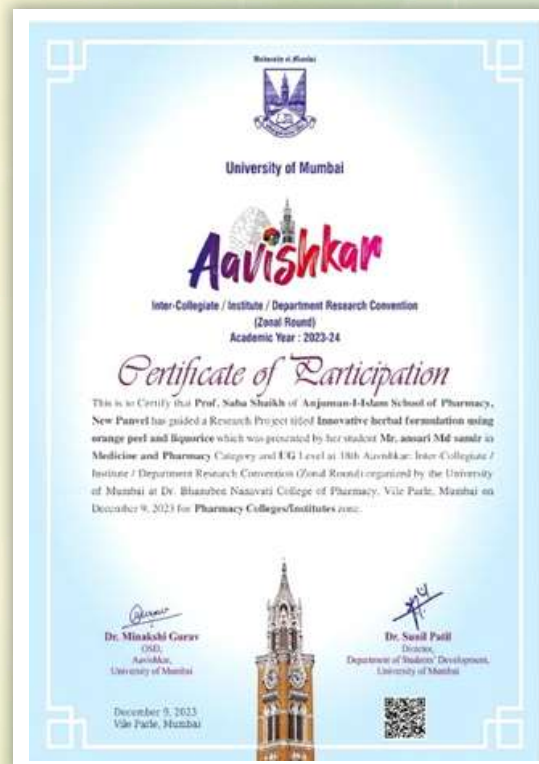 University of Mumbai
University of Mumbai
Aavishkar
Inter-Collegiate / Institute / Department Research Convention
(Zonal Round)
Academic Year : 2023-24
Certificate of Participation
This is to Certify that Prof. Saba Shaikh of Anjuman-I-Islam School of Pharmacy,
New Panvel has guided a Research Project titled Innovative herbal formulation using
orange peel and liquorice which was presented by her student Mr. ansari Md samir in
Medicine and Pharmacy Category and UG Level at 18th Aavishkar: Inter-Collegiate /
Institute / Department Research Convention (Zonal Round) organized by the University
of Mumbai at Dr. Bhanuben Nanavati College of Pharmacy, Vile Parle, Mumbai on
December 9, 2023 for Pharmacy Colleges/Institutes zone.
Dr. Minakshi Gurav
OSD,
Aavishkar,
University of Mumbai
Dr. Sunil Patil
Director,
Department of Students' Development,
University of Mumbai
December 9, 2023
Vile Parle, Mumbai